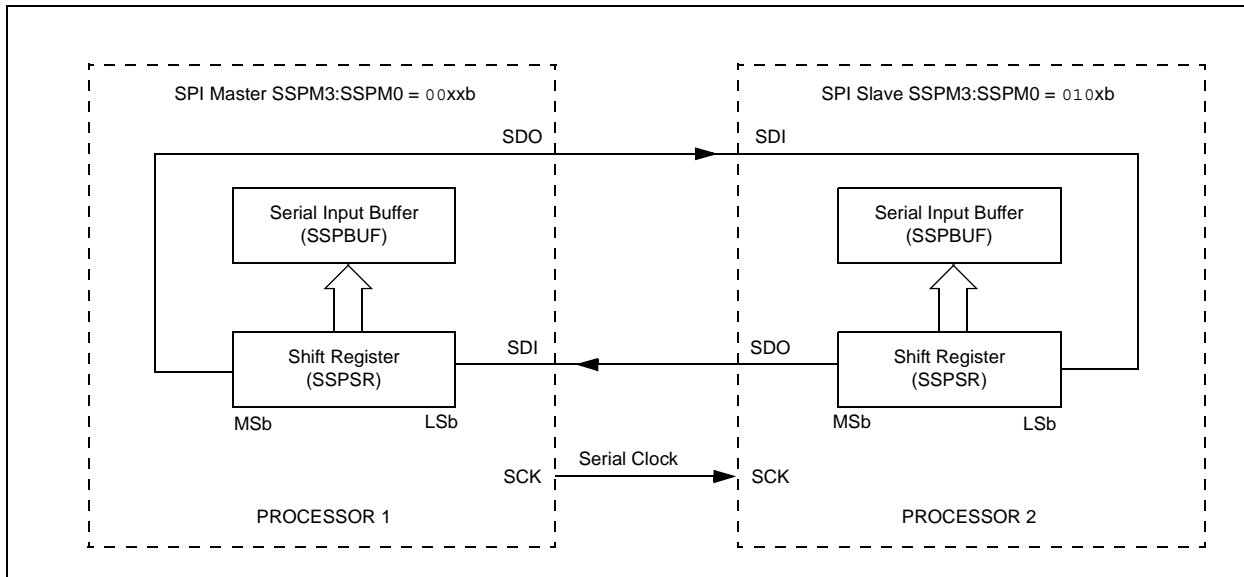 SPI Master SSPM3:SSPM0 = 00xxb
SPI Slave SSPM3:SSPM0 = 010xb
SDO
SDI
Serial Input Buffer
(SSPBUF)
Serial Input Buffer
(SSPBUF)
Shift Register
(SSPSR)
SDI
SDO
Shift Register
(SSPSR)
MSb
LSb
MSb
LSb
SCK
Serial Clock
SCK
PROCESSOR 1
PROCESSOR 2